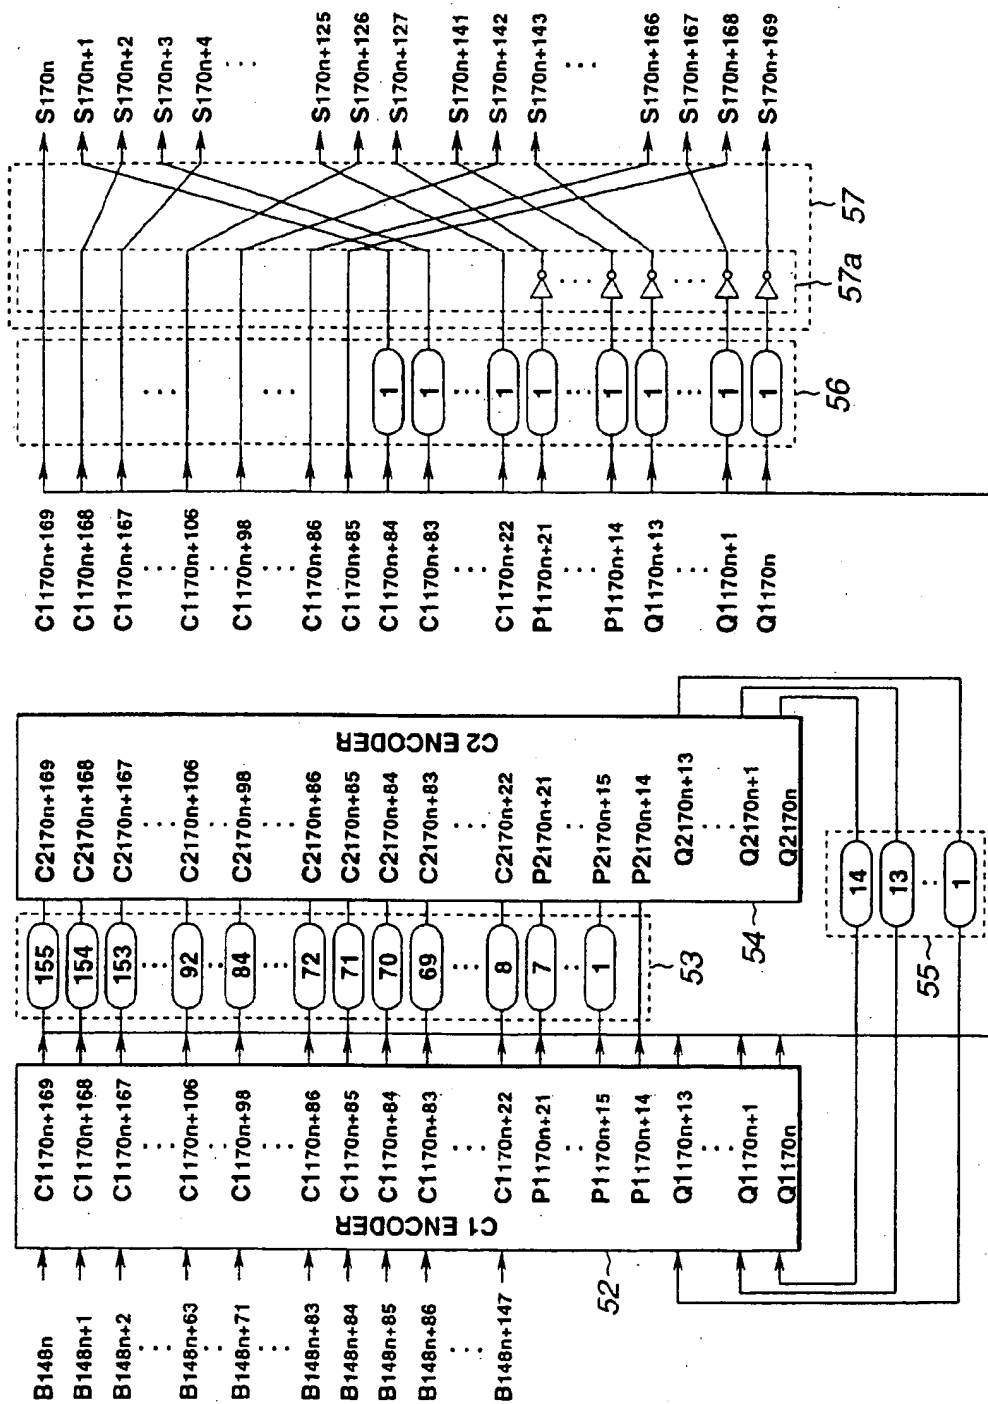 C1170n+169
C1170n+168
C1170n+167
C1170n+106
C1170n+98
C1170n+86
C1170n+85
C1170n+84
C1170n+83
C1170n+22
P1170n+21
P1170n+14
Q1170n+13
Q1170n+1
Q1170n
1
1
1
1
1
1
1
1
56
57a
57
S170n
S170n+1
S170n+2
S170n+3
S170n+4
S170n+125
S170n+126
S170n+127
S170n+141
S170n+142
S170n+143
S170n+166
S170n+167
S170n+168
S170n+169
B148n
B148n+1
B148n+2
B148n+63
B148n+71
B148n+83
B148n+84
B148n+85
B148n+86
B148n+147
C1 ENCODER
C1170n+169
C1170n+168
C1170n+167
C1170n+106
C1170n+98
C1170n+86
C1170n+85
C1170n+84
C1170n+83
C1170n+22
P1170n+21
P1170n+15
P1170n+14
Q1170n+13
Q1170n+1
Q1170n
52
155
154
153
92
84
72
71
70
69
8
7
1
53
C2170n+169
C2170n+168
C2170n+167
C2170n+106
C2170n+98
C2170n+86
C2170n+85
C2170n+84
C2170n+83
C2170n+22
P2170n+21
P2170n+15
P2170n+14
Q2170n+13
Q2170n+1
Q2170n
C2 ENCODER
54
14
13
1
55